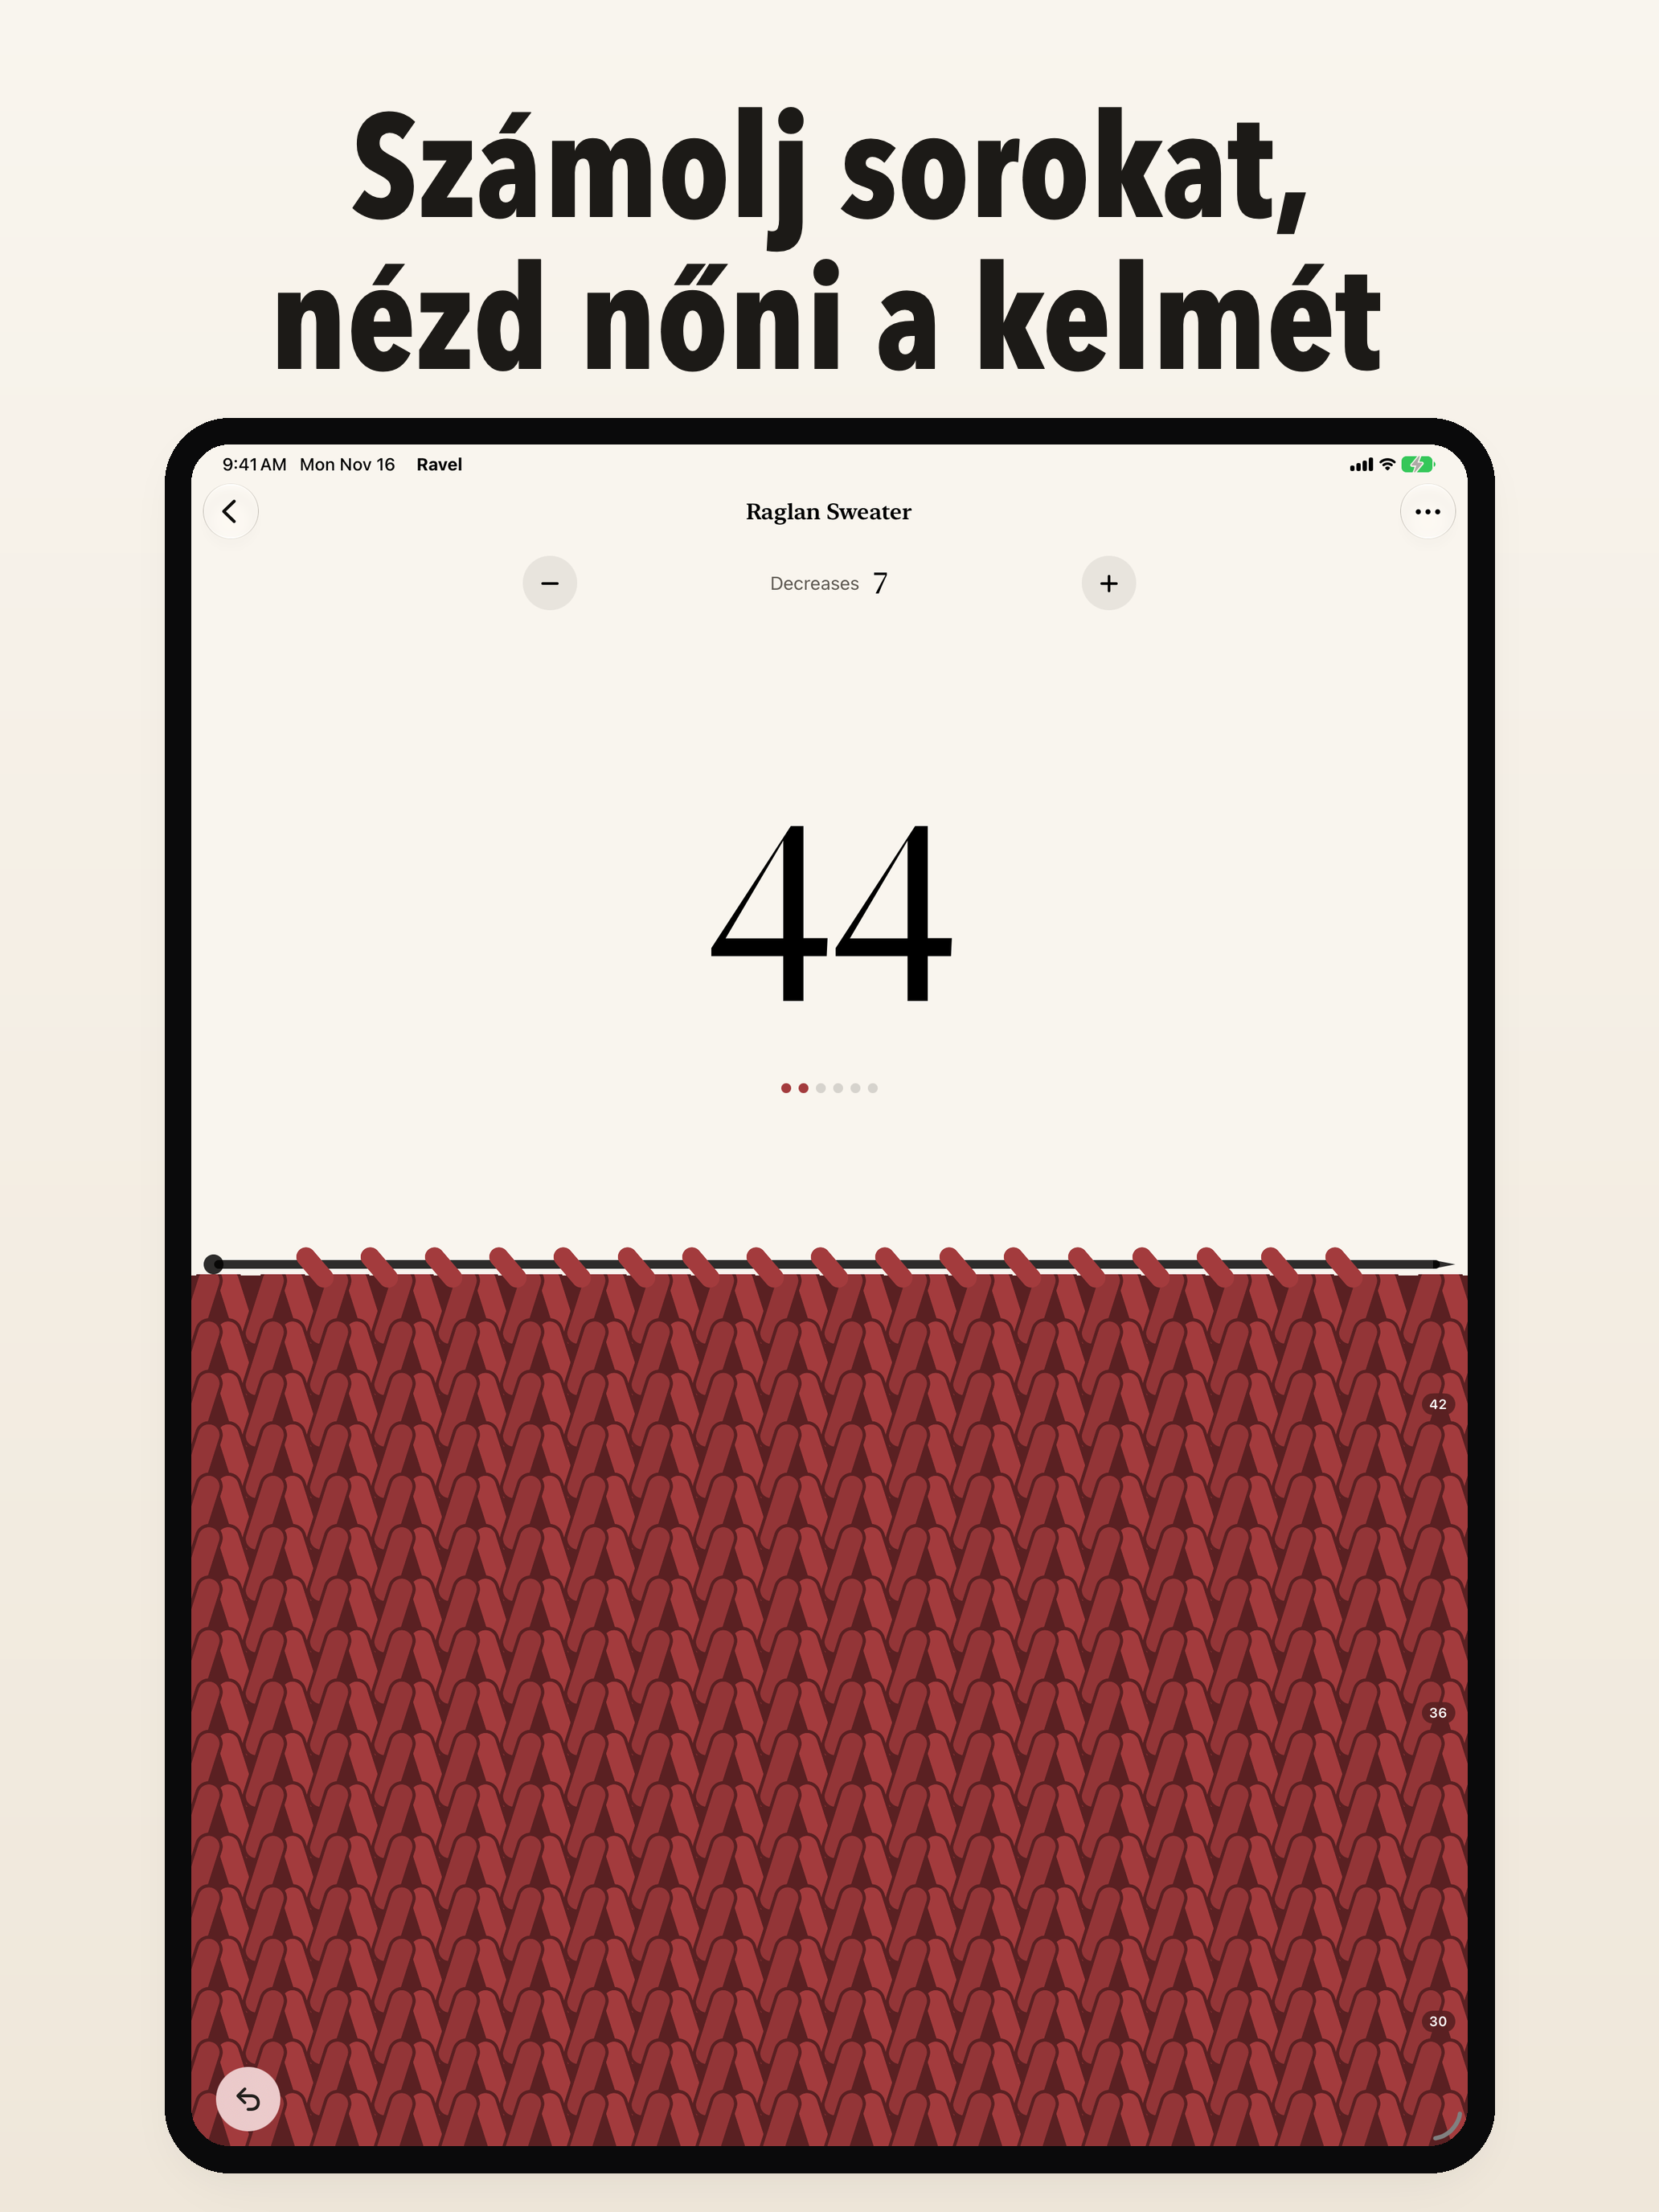 Számolj sorokat,
nézd nőni a kelmét
9:41 AM Mon Nov 16 Ravel
Raglan Sweater
Decreases 7
44
42
36
30